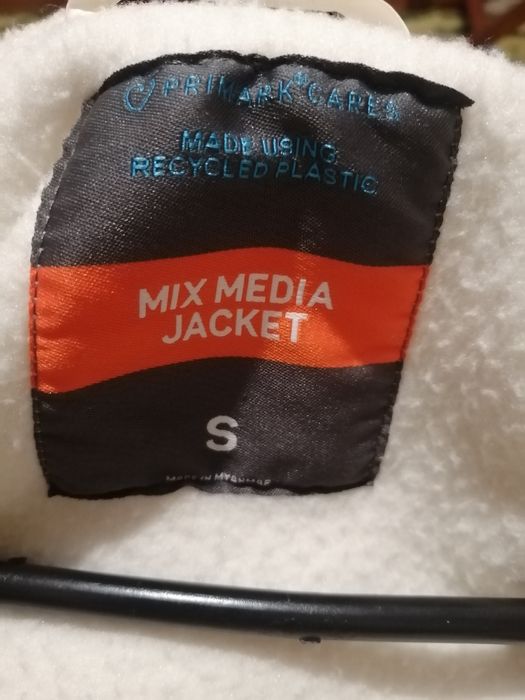 PRIMARK® CARES
MADE USING
RECYCLED PLASTIC
MIX MEDIA
JACKET
S
MADE IN MYANMAR